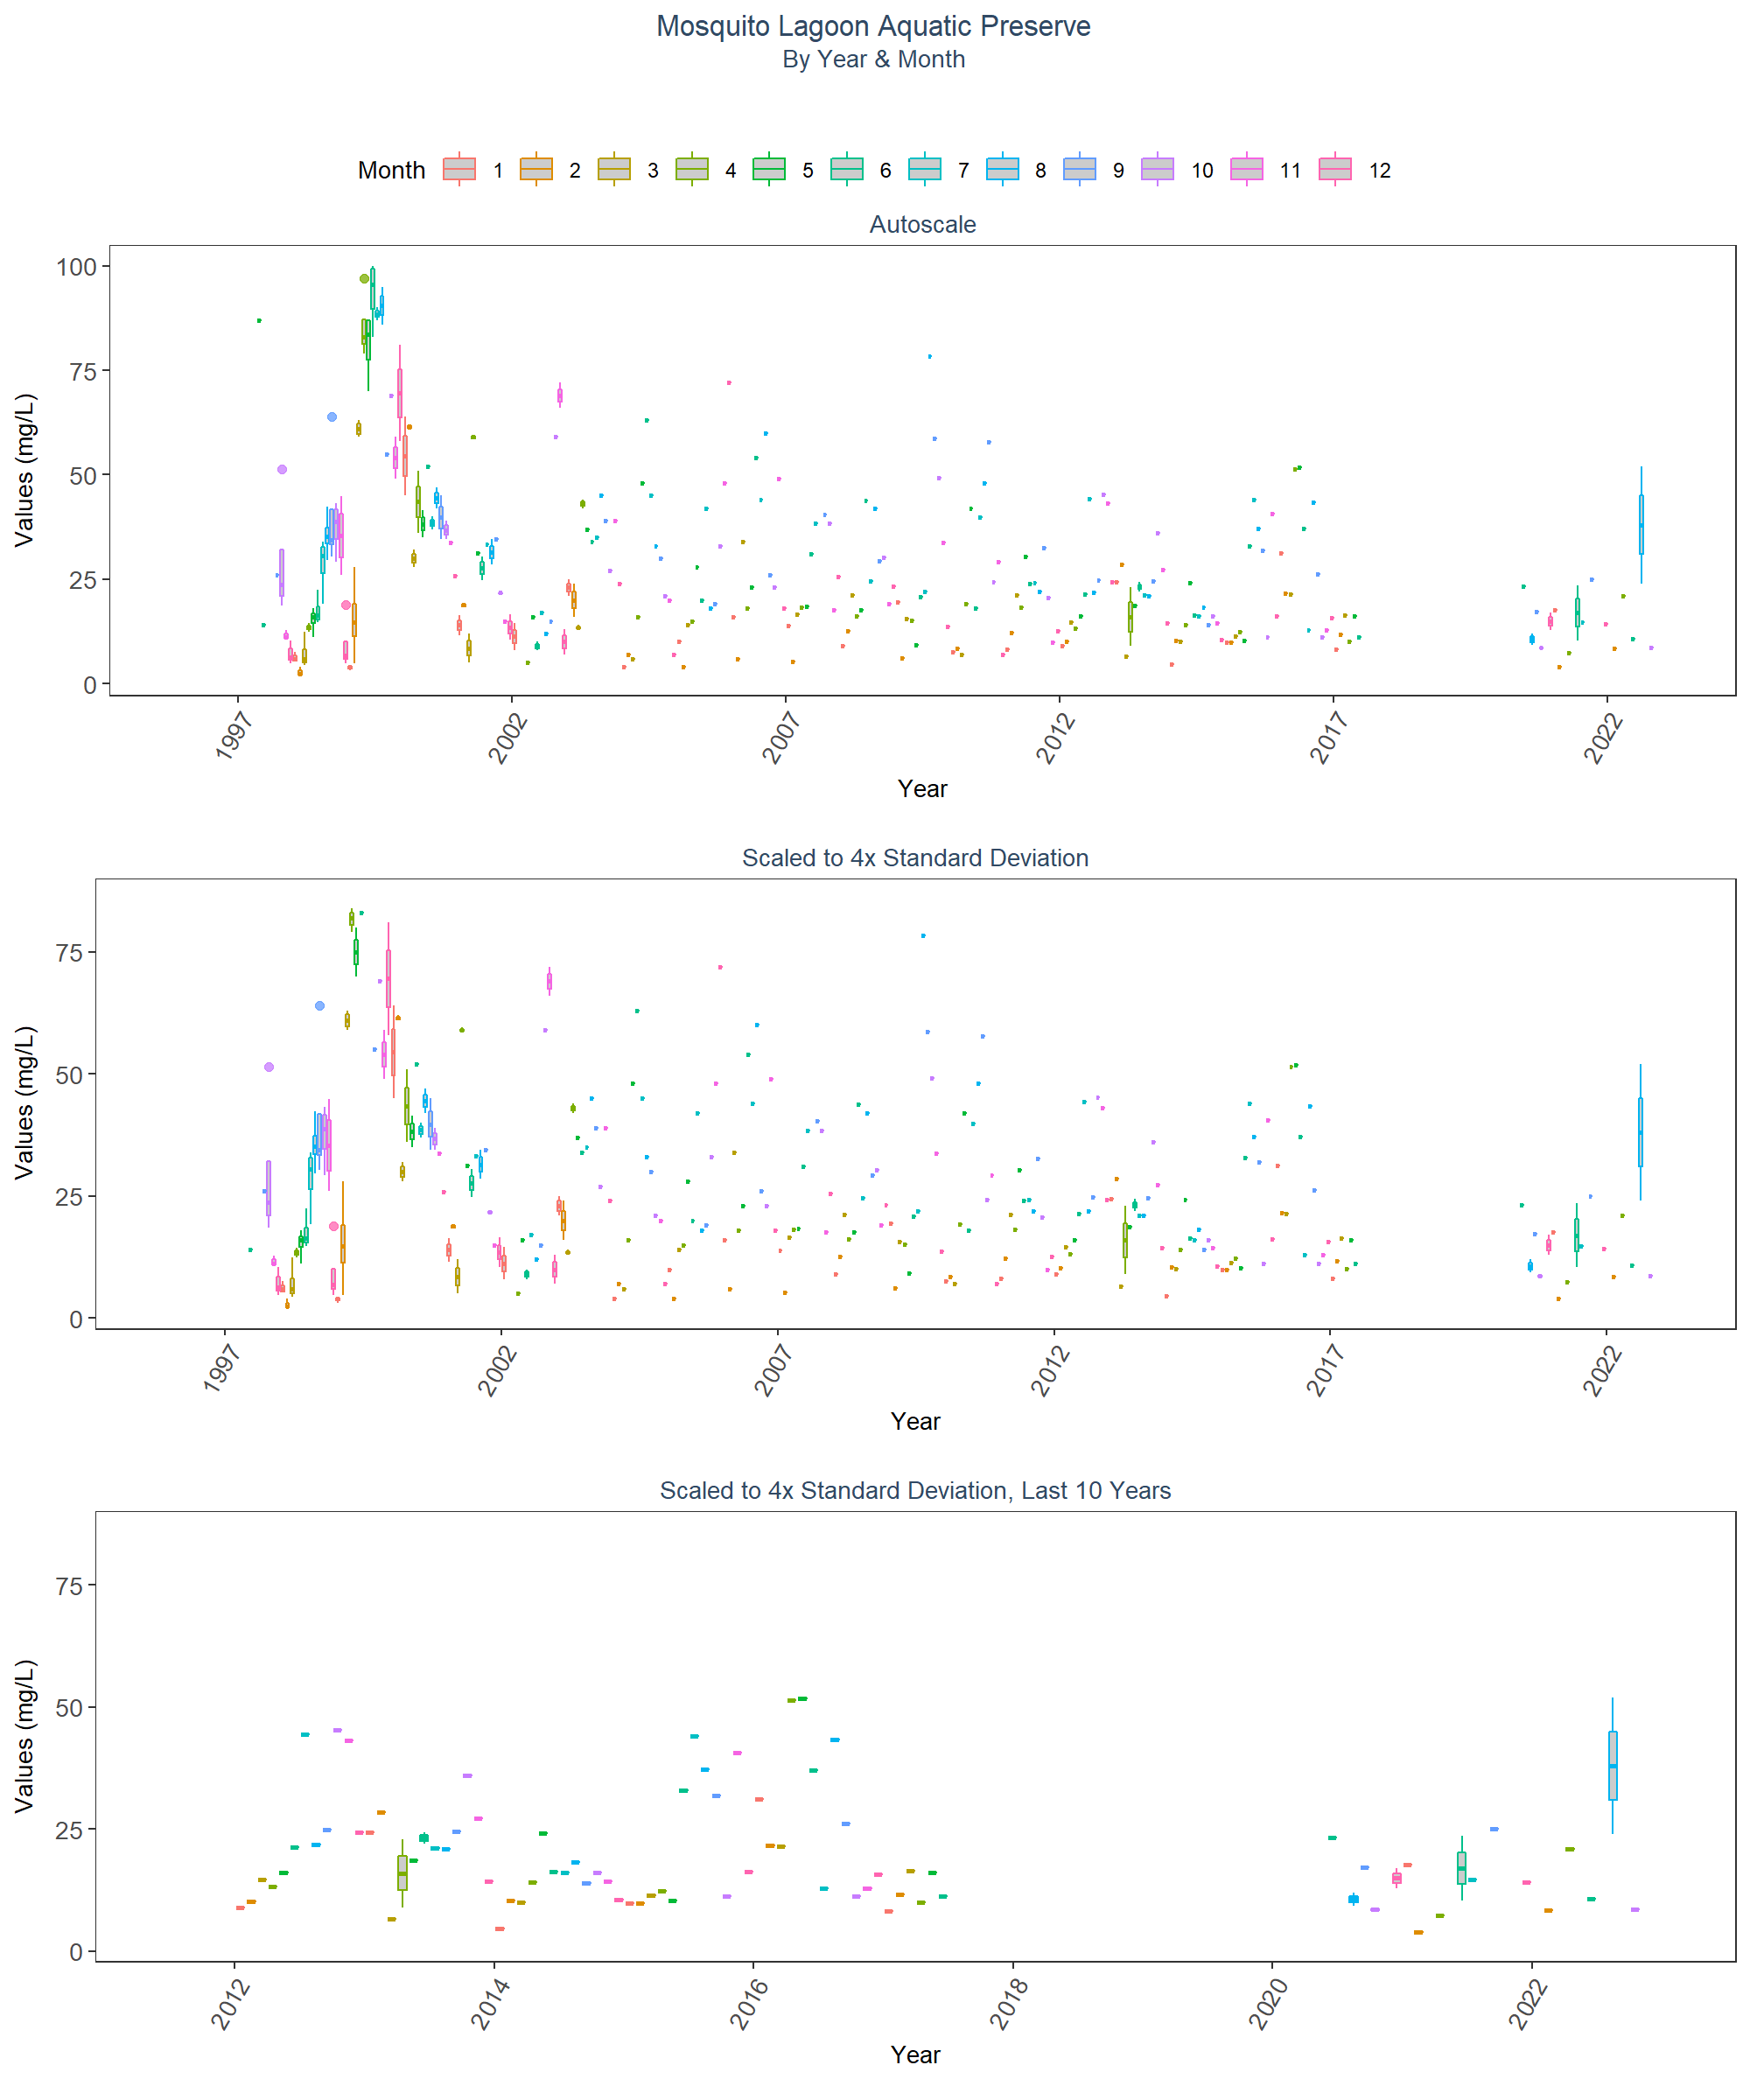 Mosquito Lagoon Aquatic Preserve
By Year & Month
Month 1 2 3 4 5 6 7 8 9 10 11 12
Autoscale
Values (mg/L)
100
75
50
25
0
1997 2002 2007 2012 2017 2022
Year
Scaled to 4x Standard Deviation
Values (mg/L)
75
50
25
0
1997 2002 2007 2012 2017 2022
Year
Scaled to 4x Standard Deviation, Last 10 Years
Values (mg/L)
75
50
25
0
2012 2014 2016 2018 2020 2022
Year